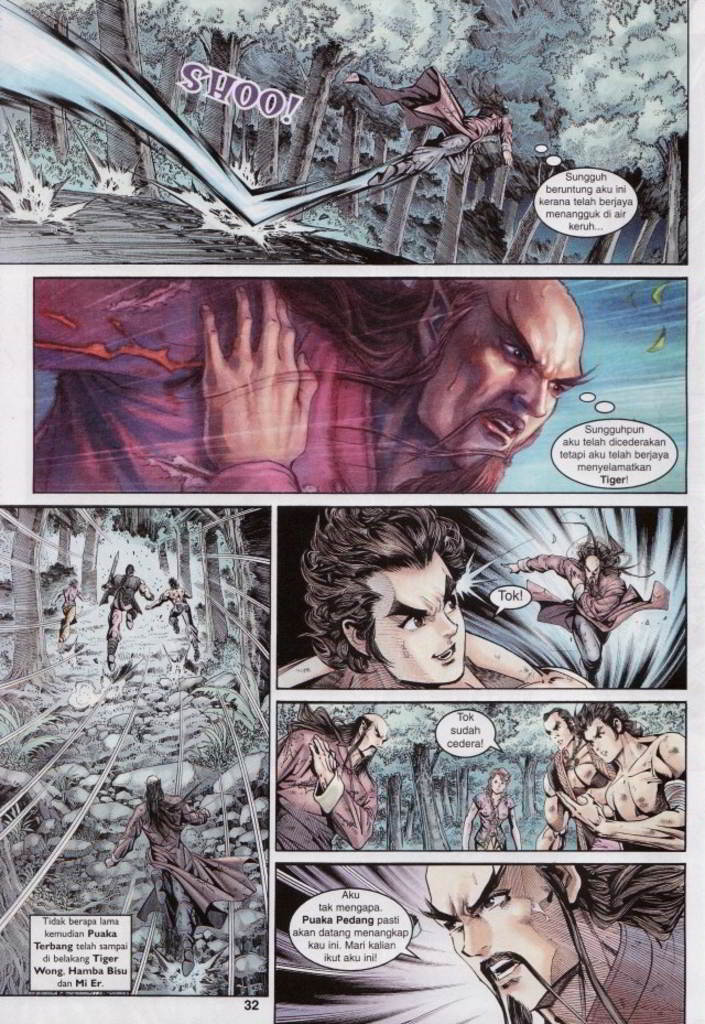 SHOO!
Sungguh
beruntung aku ini
kerana telah berjaya
menangguk di air
keruh...
Sungguhpun
aku telah dicederakan
tetapi aku telah berjaya
menyelamatkan
Tiger!
Tidak berapa lama
kemudian Puaka
Terbang telah sampai
di belakang Tiger
Wong, Hamba Bisu
dan Mi Er.
Tok!
Tok
sudah
cedera!
Aku
tak mengapa.
Puaka Pedang pasti
akan datang menangkap
kau ini. Mari kalian
ikut aku ini!
32